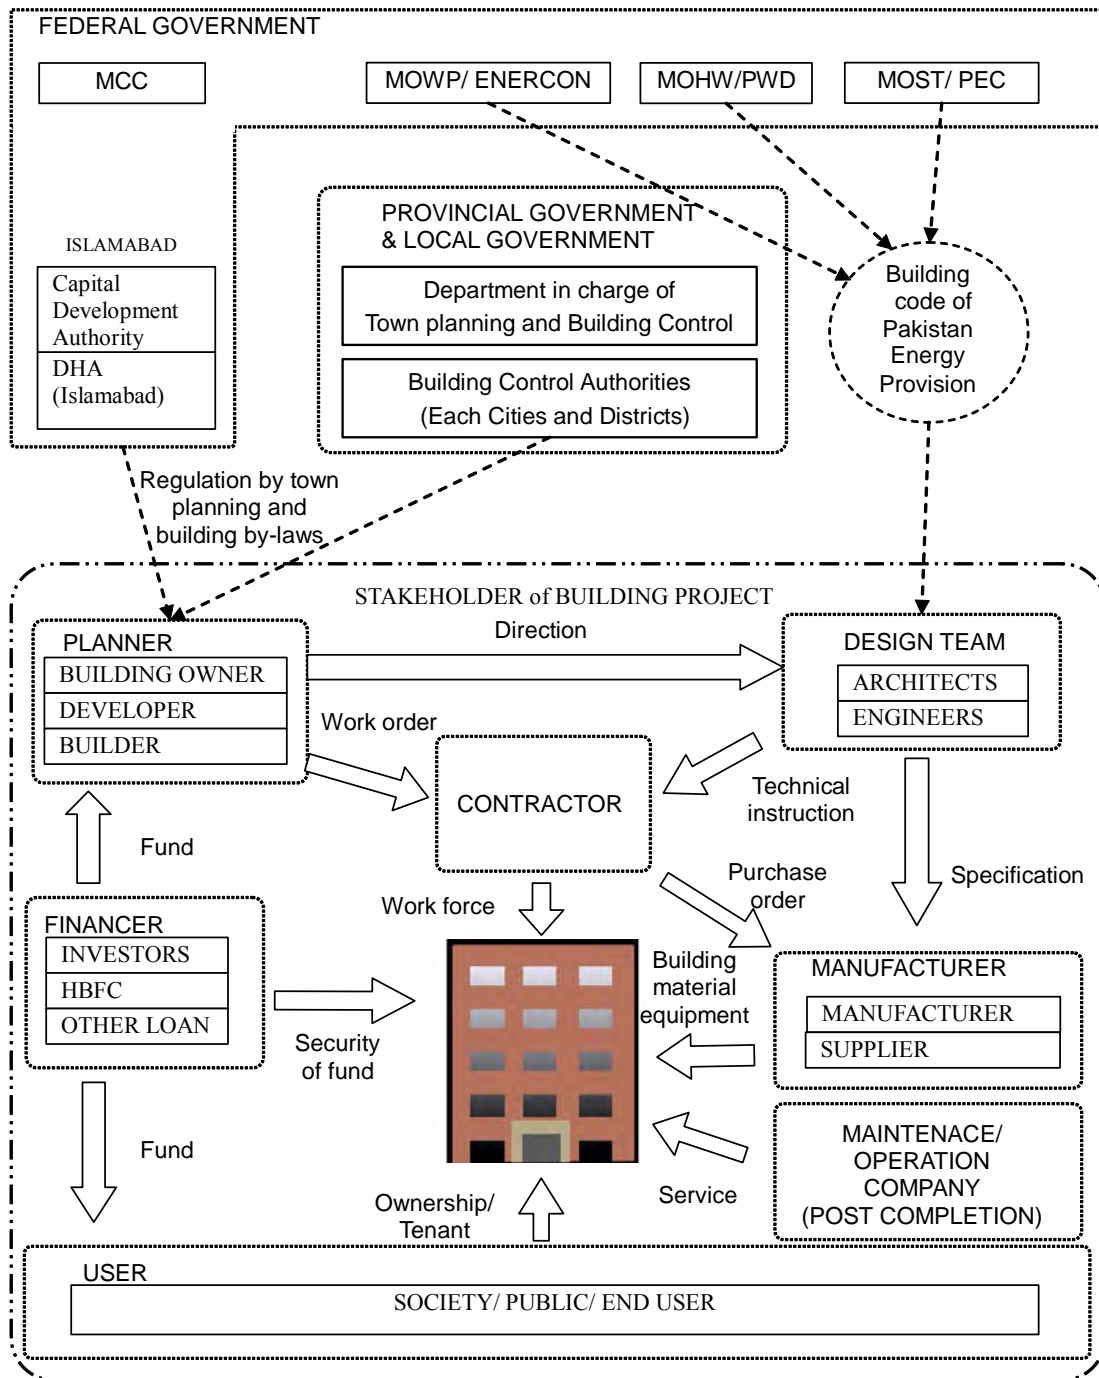 FEDERAL GOVERNMENT
MCC
MOWP/ ENERCON
MOHW/PWD
MOST/ PEC
PROVINCIAL GOVERNMENT
& LOCAL GOVERNMENT
Department in charge of
Town planning and Building Control
Building Control Authorities
(Each Cities and Districts)
ISLAMABAD
Capital
Development
Authority
DHA
(Islamabad)
Building
code of
Pakistan
Energy
Provision
Regulation by town
planning and
building by-laws
STAKEHOLDER of BUILDING PROJECT
Direction
PLANNER
BUILDING OWNER
DEVELOPER
BUILDER
DESIGN TEAM
ARCHITECTS
ENGINEERS
Work order
CONTRACTOR
Technical
instruction
Fund
Purchase
order
Specification
Work force
FINANCER
INVESTORS
HBFC
OTHER LOAN
Security
of fund
Building
material
equipment
MANUFACTURER
MANUFACTURER
SUPPLIER
Fund
MAINTENACE/
OPERATION
COMPANY
(POST COMPLETION)
Service
Ownership/
Tenant
USER
SOCIETY/ PUBLIC/ END USER